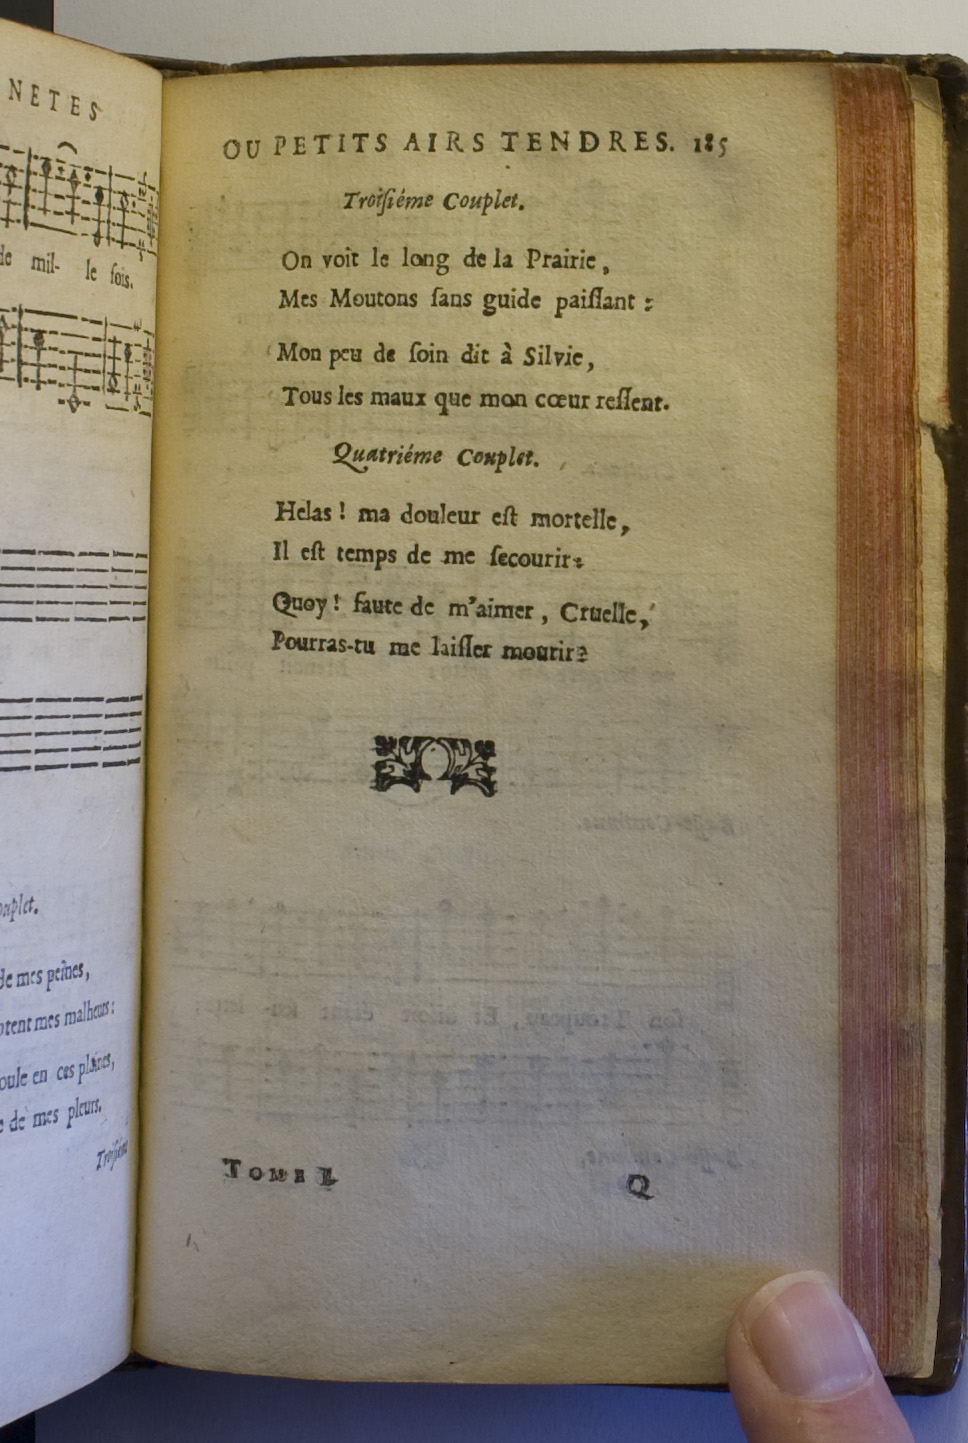 NETES
de mil- le fois.
ouplet.
de mes peines,
ptent mes malheurs:
oule en ces plaines,
e de mes pleurs.
Troisiéme
OU PETITS AIRS TENDRES. 185
Troiſiéme Couplet.
On voit le long de la Prairie,
Mes Moutons ſans guide paiſſant :
Mon peu de ſoin dit à Silvie,
Tous les maux que mon cœur reſſent.
Quatriéme Couplet.
Helas ! ma douleur eſt mortelle,
Il eſt temps de me ſecourir:
Quoy ! faute de m'aimer, Cruelle,
Pourras-tu me laiſſer mourir?
TOME I. Q